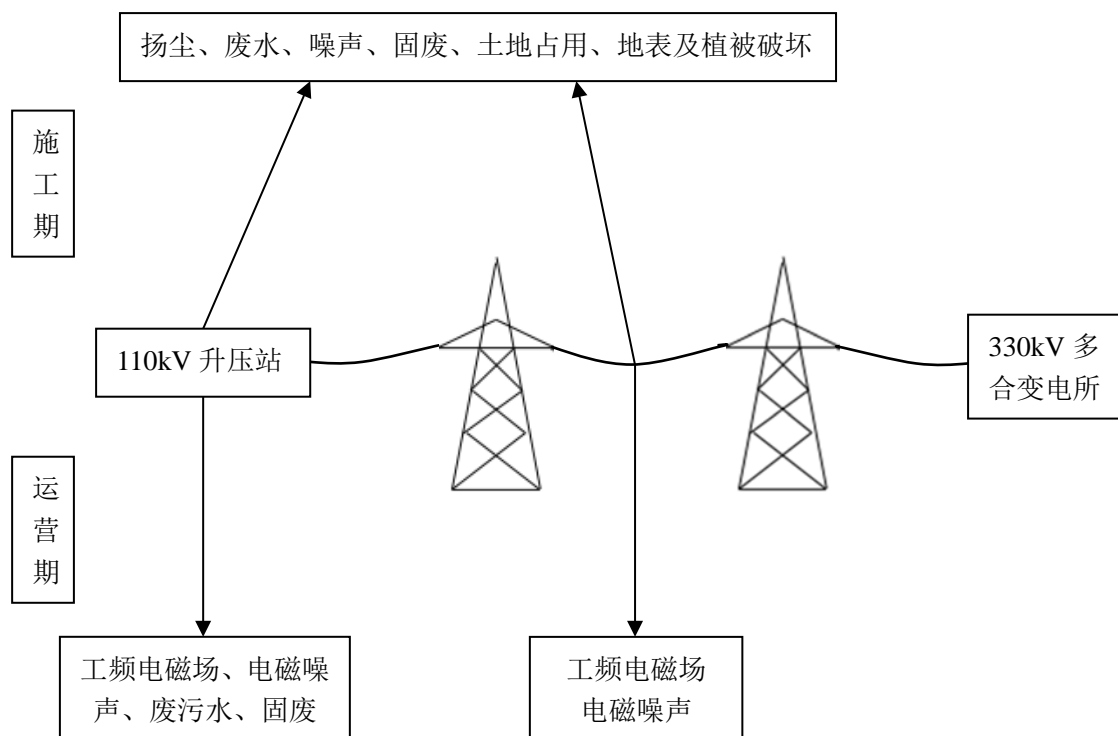 扬尘、废水、噪声、固废、土地占用、地表及植被破坏
施
工
期
110kV 升压站
330kV 多
合变电所
运
营
期
工频电磁场、电磁噪
声、废污水、固废
工频电磁场
电磁噪声